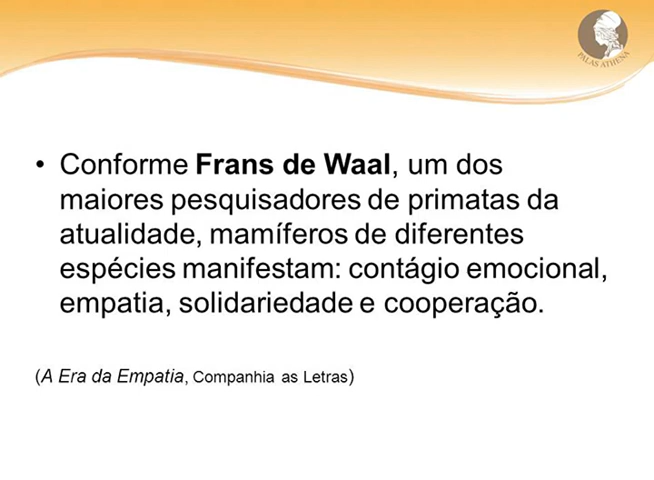 PALAS ATHENA
• Conforme Frans de Waal, um dos
maiores pesquisadores de primatas da
atualidade, mamíferos de diferentes
espécies manifestam: contágio emocional,
empatia, solidariedade e cooperação.
(A Era da Empatia, Companhia as Letras)